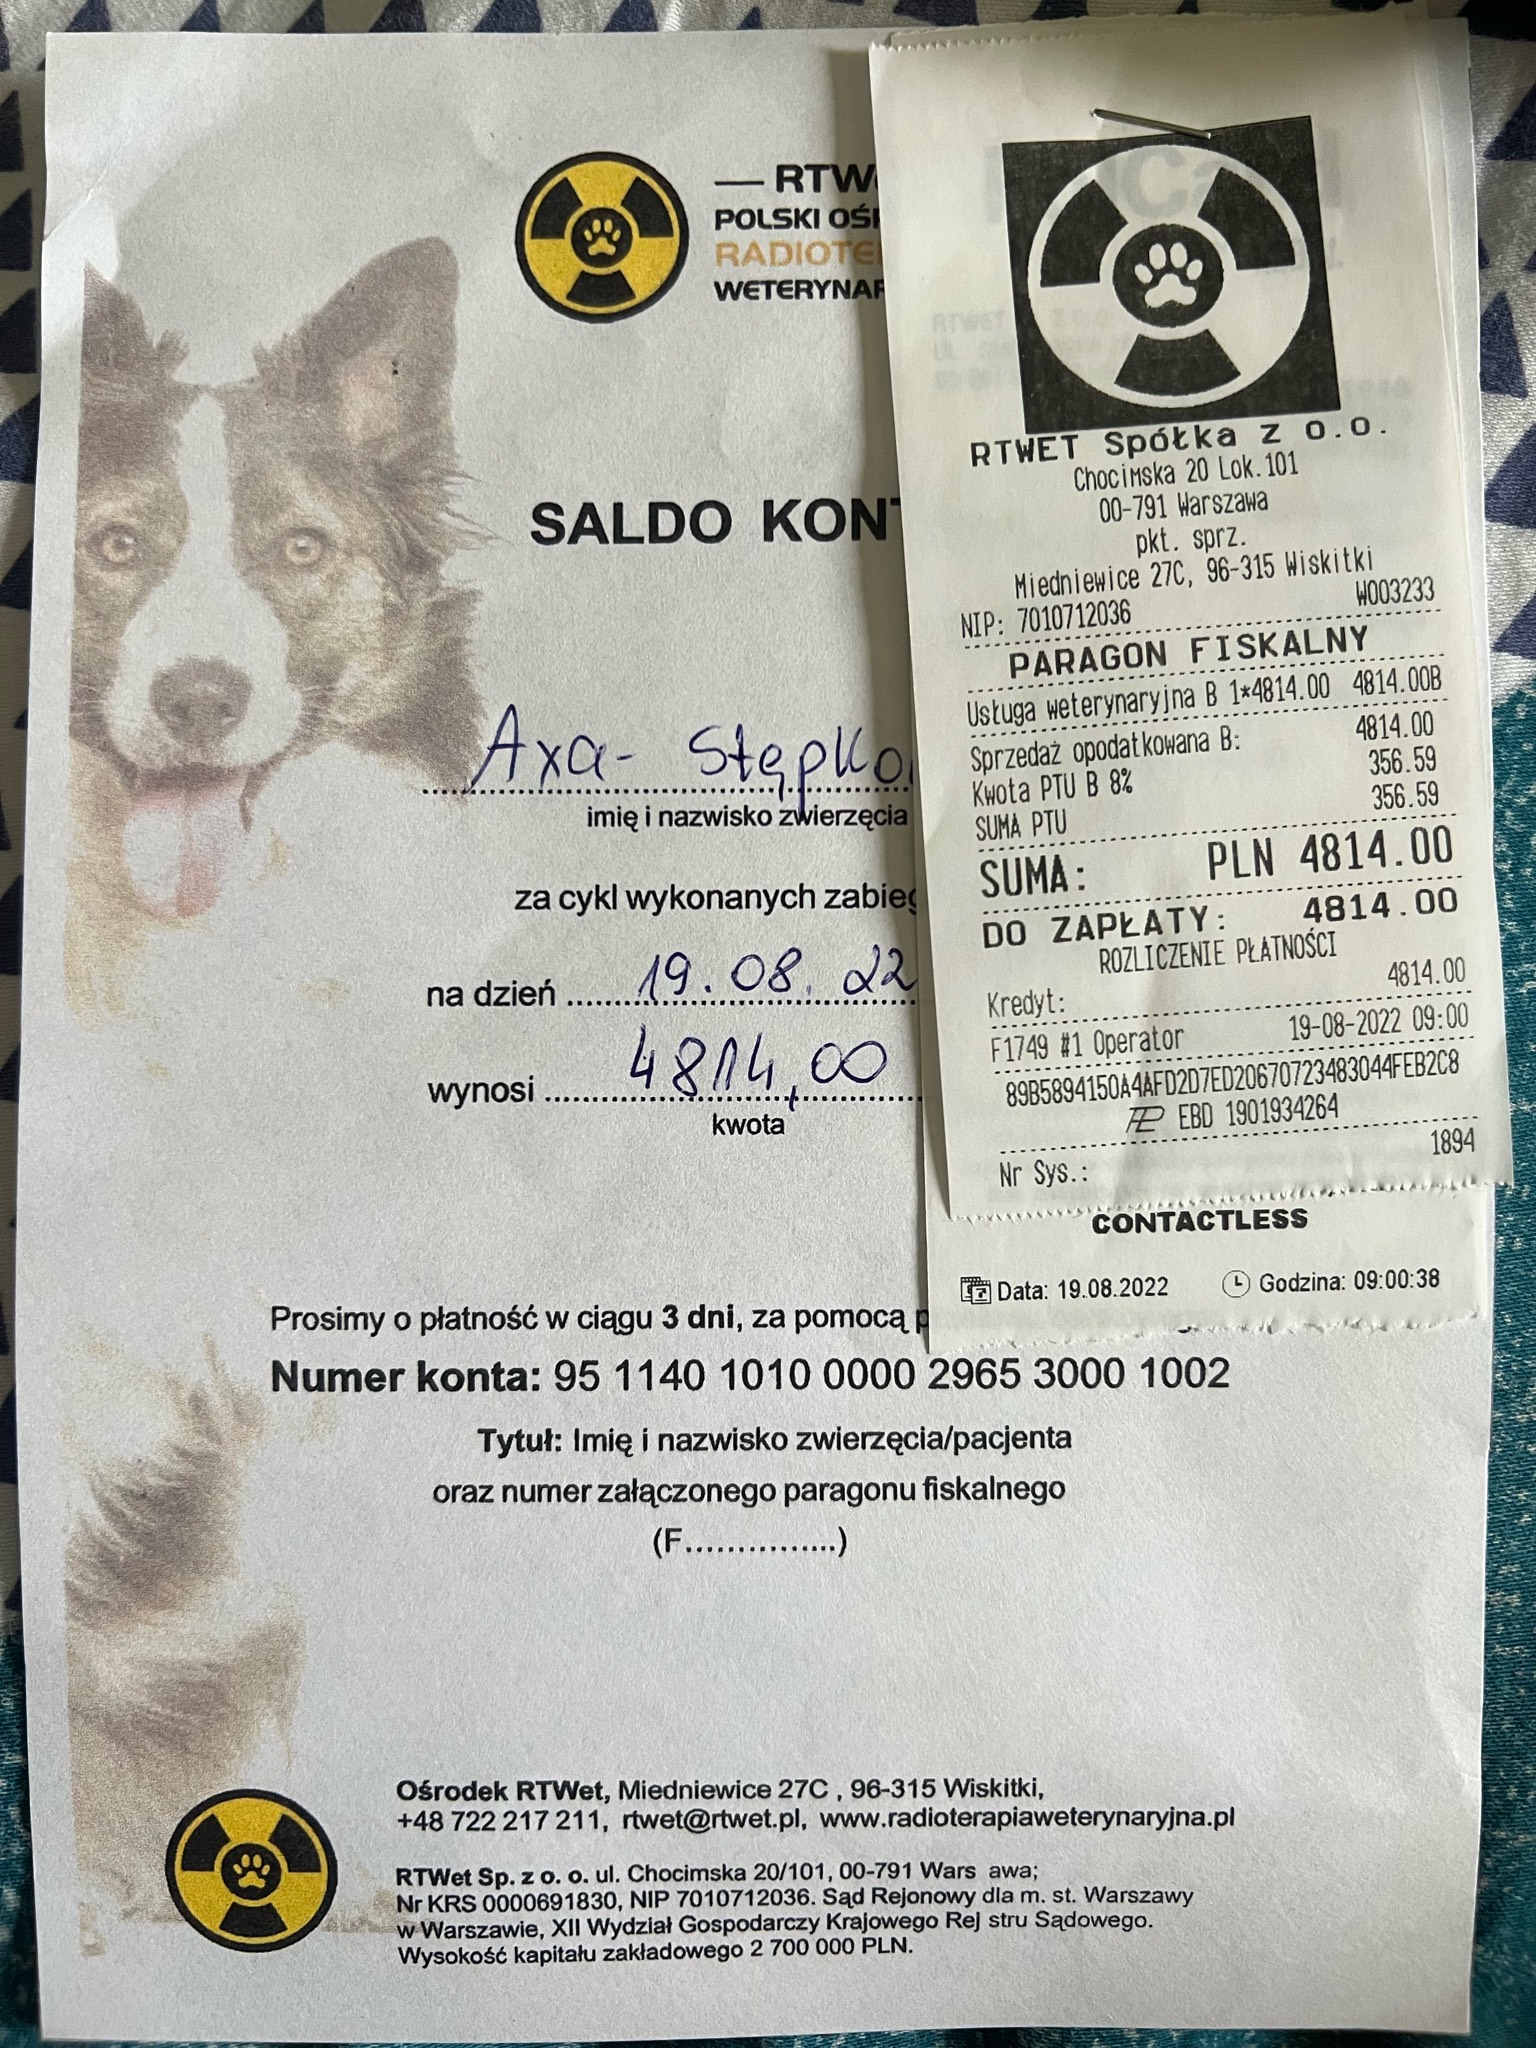 — RTW
POLSKI OŚR
RADIOTE
WETERYNAR
SALDO KONT
Axa- Stępko
imię i nazwisko zwierzęcia
za cykl wykonanych zabieg
na dzień 19.08.22
wynosi 4814,00
kwota
RTWET Spółka z o.o.
Chocimska 20 Lok.101
00-791 Warszawa
pkt. sprz.
Miedniewice 27C, 96-315 Wiskitki
NIP: 7010712036 W003233
PARAGON FISKALNY
Usługa weterynaryjna B 1*4814.00 4814.00B
Sprzedaż opodatkowana B: 4814.00
Kwota PTU B 8% 356.59
SUMA PTU 356.59
SUMA: PLN 4814.00
DO ZAPŁATY: 4814.00
ROZLICZENIE PŁATNOŚCI
Kredyt: 4814.00
F1749 #1 Operator 19-08-2022 09:00
89B5894150A4AFD2D7ED20670723483044FEB2C8
EBD 1901934264
Nr Sys.: 1894
CONTACTLESS
Data: 19.08.2022 Godzina: 09:00:38
Prosimy o płatność w ciągu 3 dni, za pomocą p
Numer konta: 95 1140 1010 0000 2965 3000 1002
Tytuł: Imię i nazwisko zwierzęcia/pacjenta
oraz numer załączonego paragonu fiskalnego
(F...............)
Ośrodek RTWet, Miedniewice 27C , 96-315 Wiskitki,
+48 722 217 211, rtwet@rtwet.pl, www.radioterapiaweterynaryjna.pl
RTWet Sp. z o. o. ul. Chocimska 20/101, 00-791 Wars awa;
Nr KRS 0000691830, NIP 7010712036. Sąd Rejonowy dla m. st. Warszawy
w Warszawie, XII Wydział Gospodarczy Krajowego Rej stru Sądowego.
Wysokość kapitału zakładowego 2 700 000 PLN.